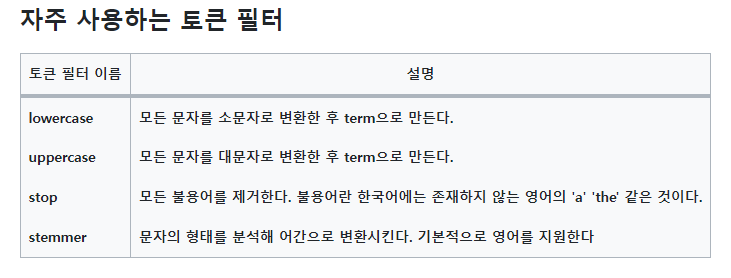 자주 사용하는 토큰 필터
토큰 필터 이름 설명
lowercase 모든 문자를 소문자로 변환한 후 term으로 만든다.
uppercase 모든 문자를 대문자로 변환한 후 term으로 만든다.
stop 모든 불용어를 제거한다. 불용어란 한국어에는 존재하지 않는 영어의 'a' 'the' 같은 것이다.
stemmer 문자의 형태를 분석해 어간으로 변환시킨다. 기본적으로 영어를 지원한다